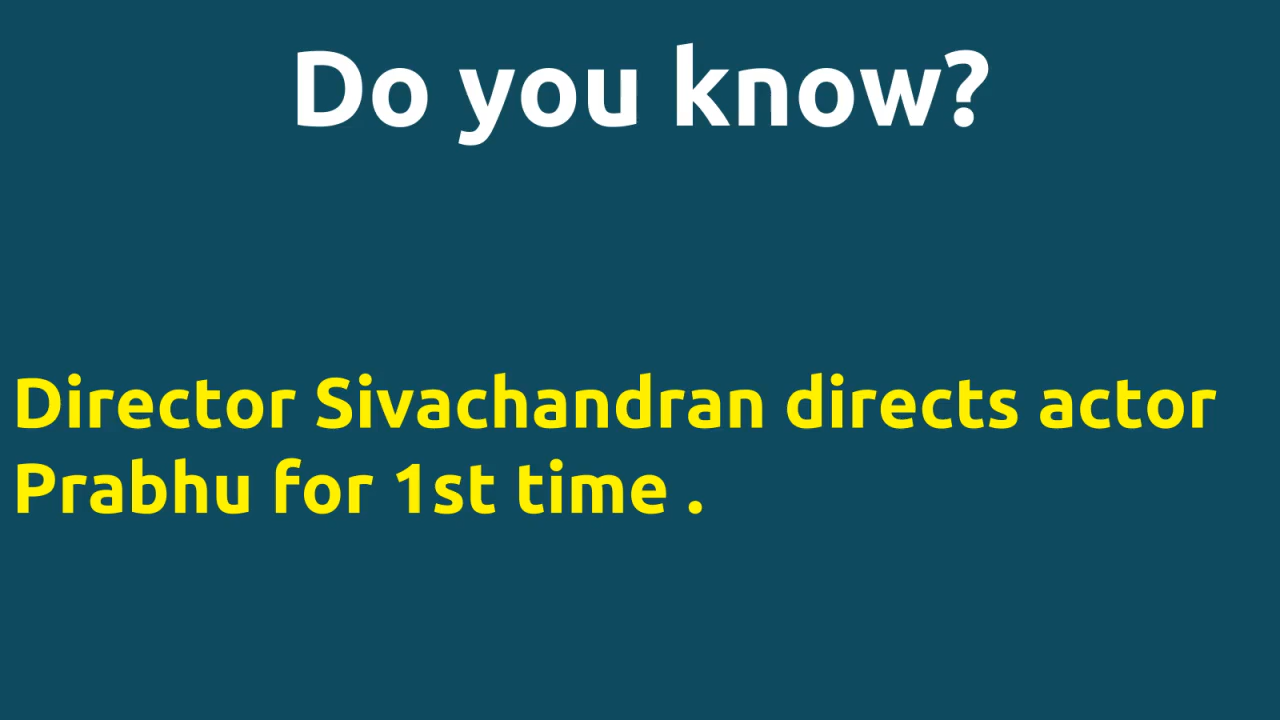 Do you know?
Director Sivachandran directs actor
Prabhu for 1st time .